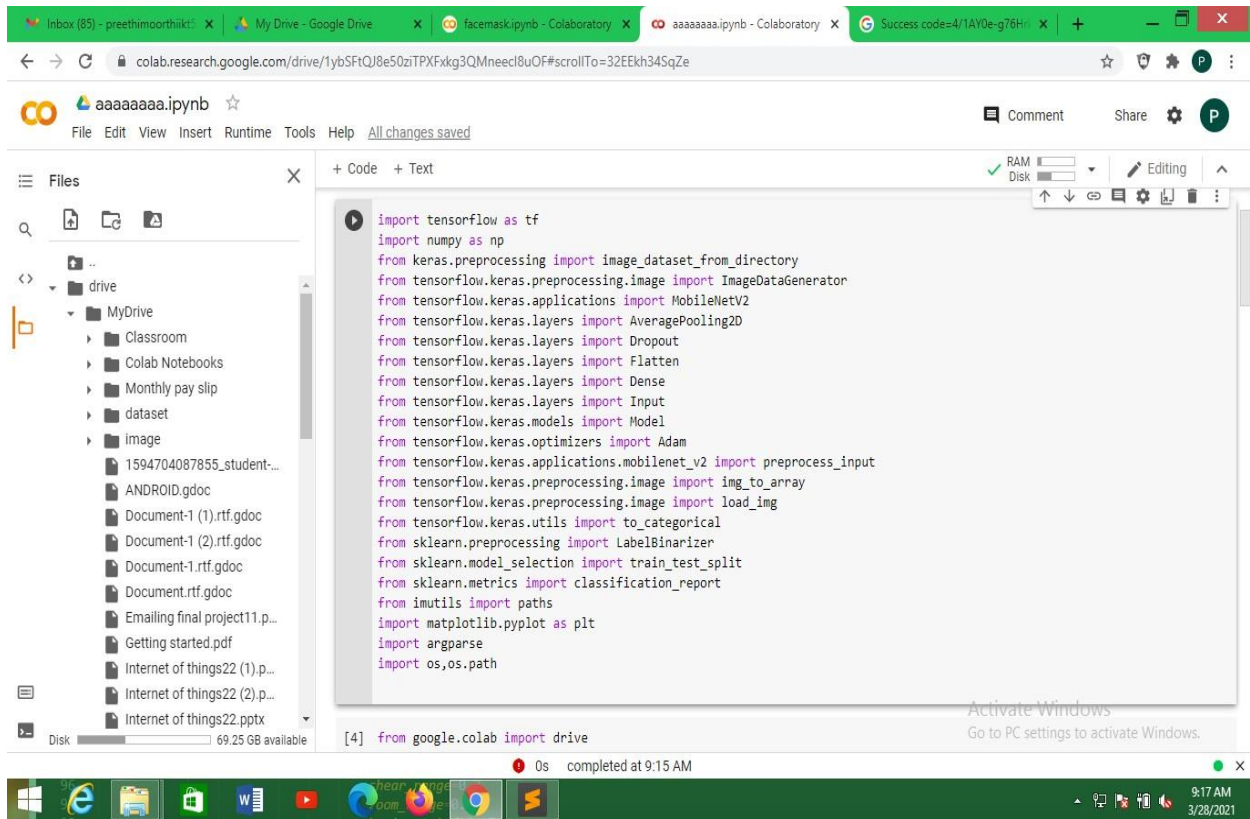 Inbox (85) - preethimoorthiikt5
My Drive - Google Drive
facemask.ipynb - Colaboratory
aaaaaaaa.ipynb - Colaboratory
Success code=4/1AY0e-g76Hr
colab.research.google.com/drive/1ybSFtQJ8e50ziTPXFxkg3QMneecI8uOF#scrollTo=32EEkh34SqZe
P
CO aaaaaaaa.ipynb
Comment Share P
File Edit View Insert Runtime Tools Help All changes saved
Files
+ Code + Text
RAM
Disk
Editing
..
drive
MyDrive
Classroom
Colab Notebooks
Monthly pay slip
dataset
image
1594704087855_student-...
ANDROID.gdoc
Document-1 (1).rtf.gdoc
Document-1 (2).rtf.gdoc
Document-1.rtf.gdoc
Document.rtf.gdoc
Emailing final project11.p...
Getting started.pdf
Internet of things22 (1).p...
Internet of things22 (2).p...
Internet of things22.pptx
Disk 69.25 GB available
import tensorflow as tf
import numpy as np
from keras.preprocessing import image_dataset_from_directory
from tensorflow.keras.preprocessing.image import ImageDataGenerator
from tensorflow.keras.applications import MobileNetV2
from tensorflow.keras.layers import AveragePooling2D
from tensorflow.keras.layers import Dropout
from tensorflow.keras.layers import Flatten
from tensorflow.keras.layers import Dense
from tensorflow.keras.layers import Input
from tensorflow.keras.models import Model
from tensorflow.keras.optimizers import Adam
from tensorflow.keras.applications.mobilenet_v2 import preprocess_input
from tensorflow.keras.preprocessing.image import img_to_array
from tensorflow.keras.preprocessing.image import load_img
from tensorflow.keras.utils import to_categorical
from sklearn.preprocessing import LabelBinarizer
from sklearn.model_selection import train_test_split
from sklearn.metrics import classification_report
from imutils import paths
import matplotlib.pyplot as plt
import argparse
import os,os.path
[4] from google.colab import drive
Activate Windows
Go to PC settings to activate Windows.
0s completed at 9:15 AM
9:17 AM
3/28/2021